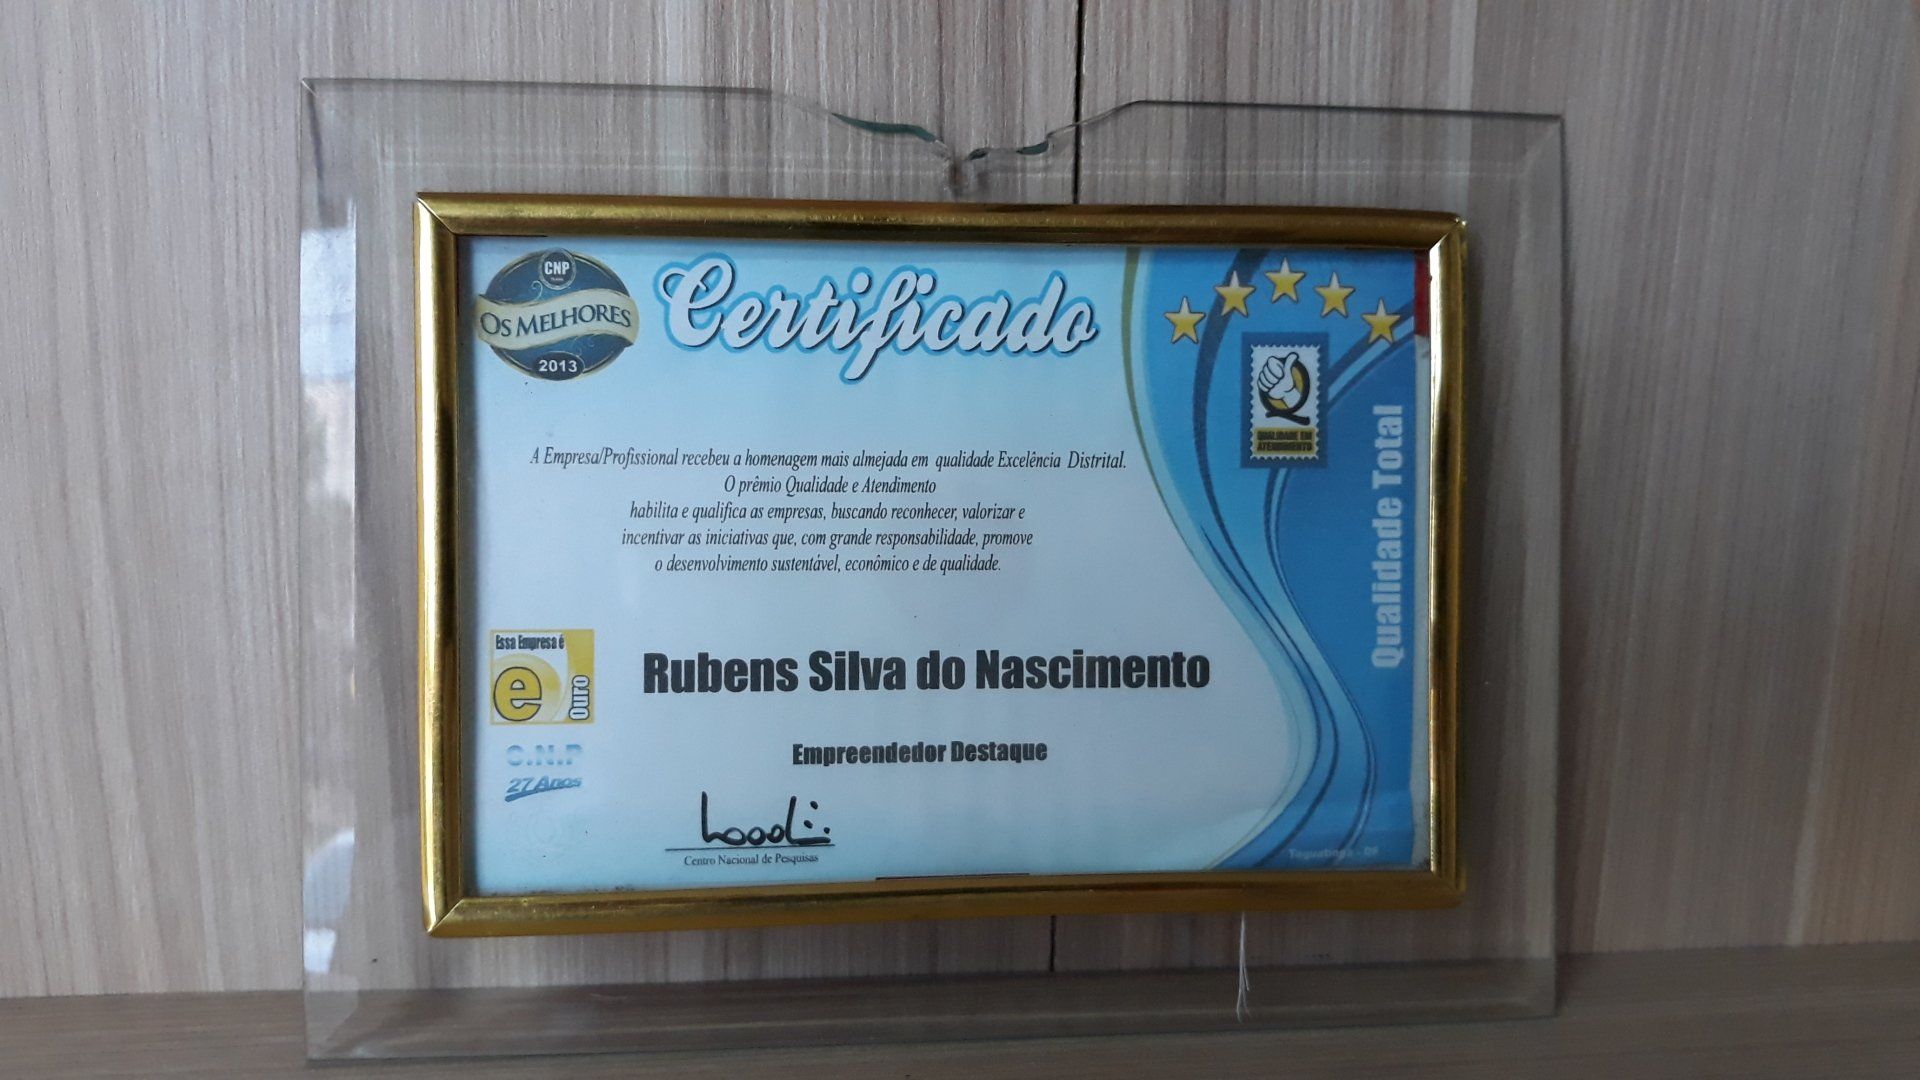 CNP
OS MELHORES
2013
Certificado
QUALIDADE EM
ATENDIMENTO
Qualidade Total
A Empresa/Profissional recebeu a homenagem mais almejada em qualidade Excelência Distrital.
O prêmio Qualidade e Atendimento
habilita e qualifica as empresas, buscando reconhecer, valorizar e
incentivar as iniciativas que, com grande responsabilidade, promove
o desenvolvimento sustentável, econômico e de qualidade.
Essa Empresa é
e
Ouro
Rubens Silva do Nascimento
C.N.P
27 Anos
Empreendedor Destaque
Centro Nacional de Pesquisas
Taguatinga - DF